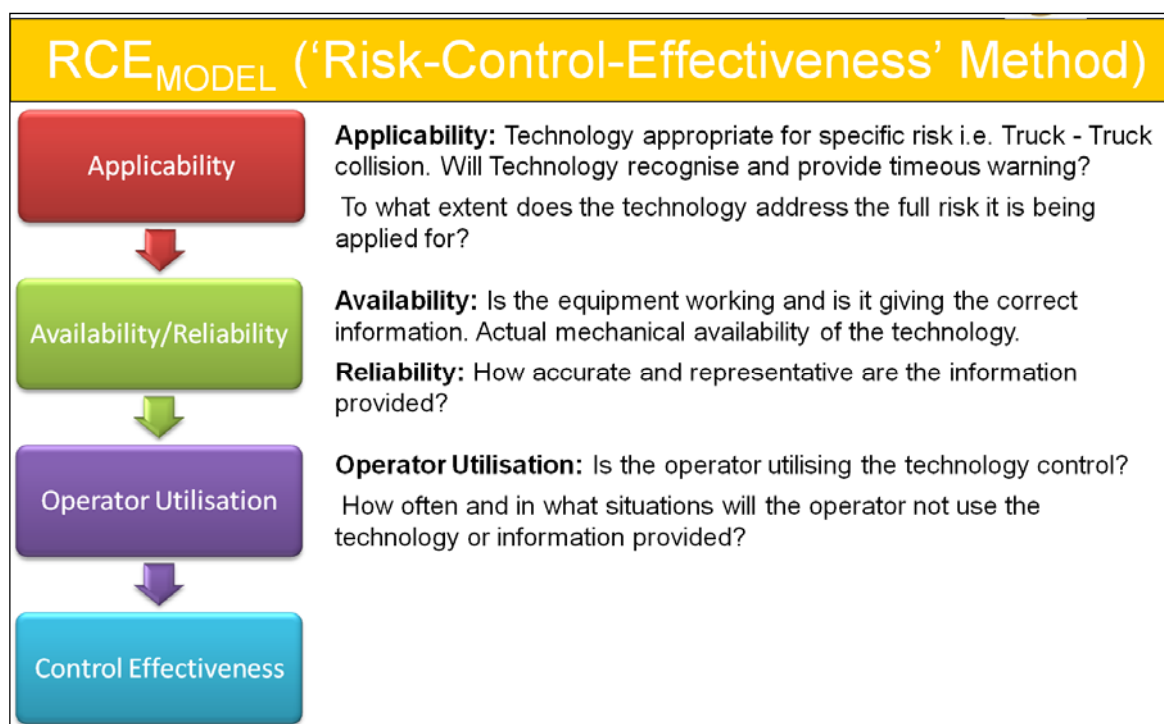 RCEMODEL (‘Risk-Control-Effectiveness’ Method)
Applicability
Applicability: Technology appropriate for specific risk i.e. Truck - Truck
collision. Will Technology recognise and provide timeous warning?
To what extent does the technology address the full risk it is being
applied for?
Availability/Reliability
Availability: Is the equipment working and is it giving the correct
information. Actual mechanical availability of the technology.
Reliability: How accurate and representative are the information
provided?
Operator Utilisation
Operator Utilisation: Is the operator utilising the technology control?
How often and in what situations will the operator not use the
technology or information provided?
Control Effectiveness